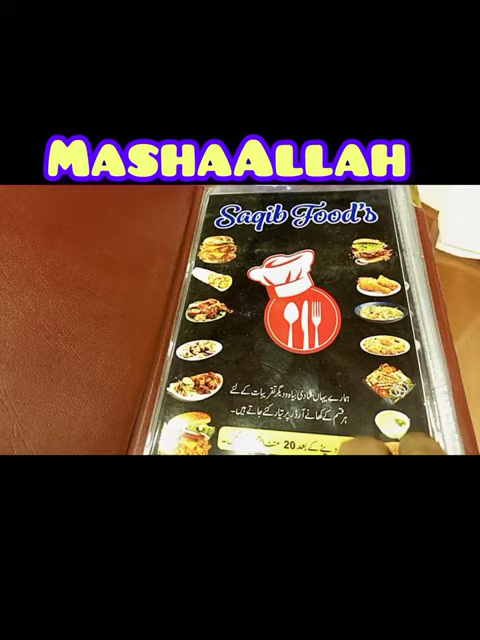 MASHAALLAH
Saqib Food's
ہمارے یہاں شادی بیاہ و دیگر تقریبات کے لئے
ہر قسم کے کھانے آرڈر پر تیار کئے جاتے ہیں۔
دینے کے بعد 20 منٹ